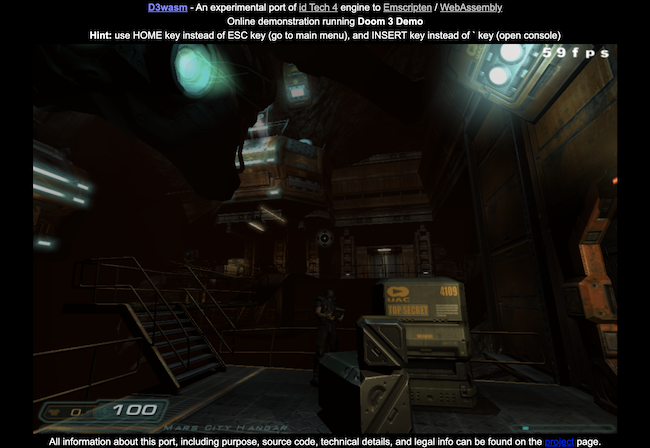 D3wasm - An experimental port of id Tech 4 engine to Emscripten / WebAssembly
Online demonstration running Doom 3 Demo
Hint: use HOME key instead of ESC key (go to main menu), and INSERT key instead of ` key (open console)
59fps
UAC
4109
TOP SECRET
0
100
MARS CITY HANGAR
All information about this port, including purpose, source code, technical details, and legal info can be found on the project page.